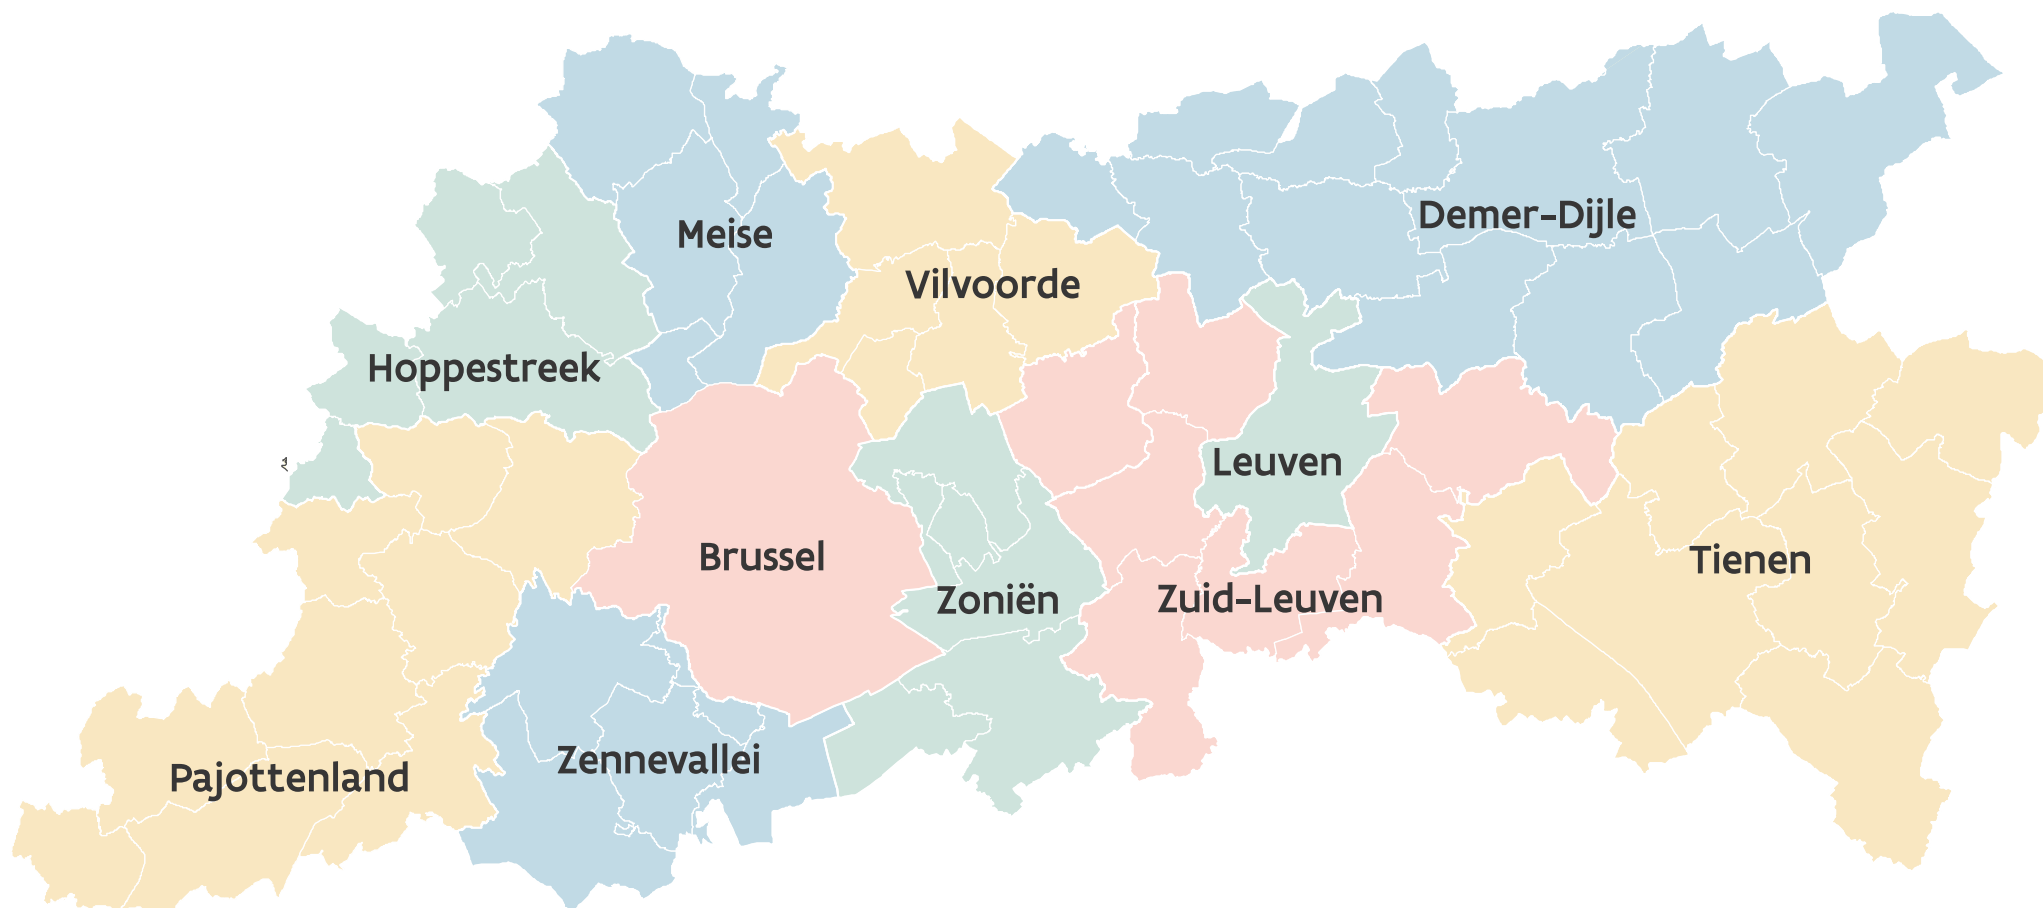 Demer-Dijle
Meise
Vilvoorde
Hoppestreek
Leuven
Brussel
Tienen
Zoniën
Zuid-Leuven
Zennevallei
Pajottenland